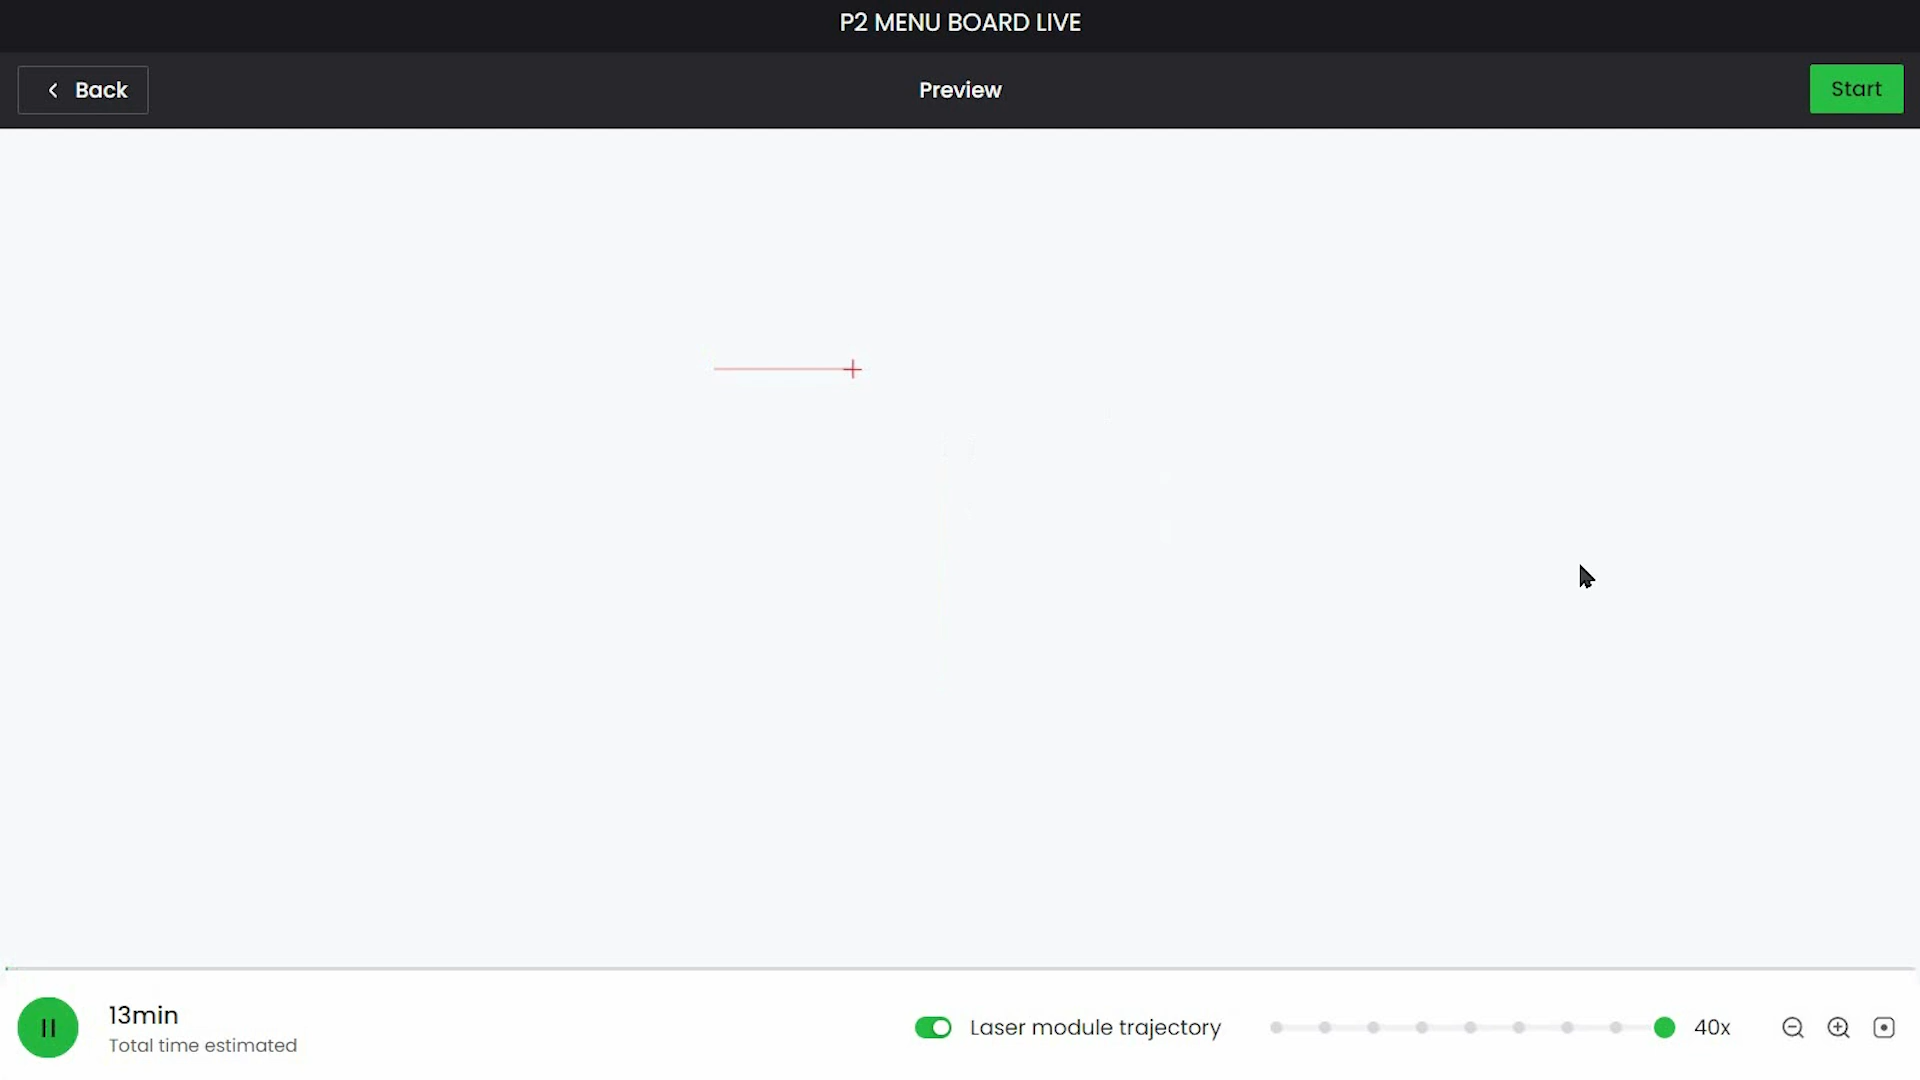 P2 MENU BOARD LIVE
Back
Preview
Start
13min
Total time estimated
Laser module trajectory
40x